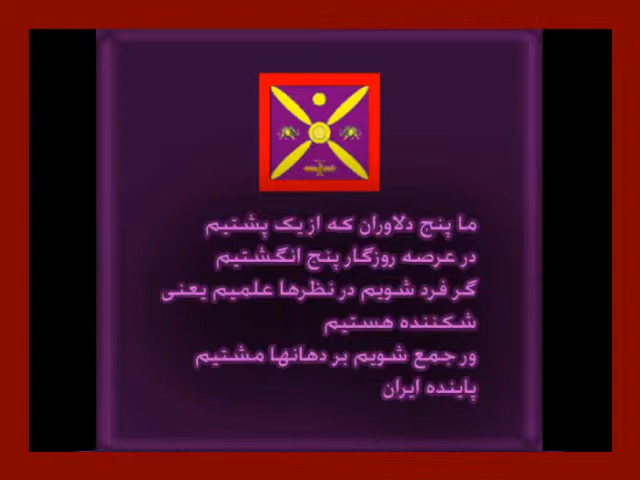 ما پنج دلاوران که از یک پشتیم
در عرصه روزگار پنج انگشتیم
گر فرد شویم در نظرها علمیم یعنی
شکننده هستیم
ور جمع شویم بر دهانها مشتیم
پاینده ایران